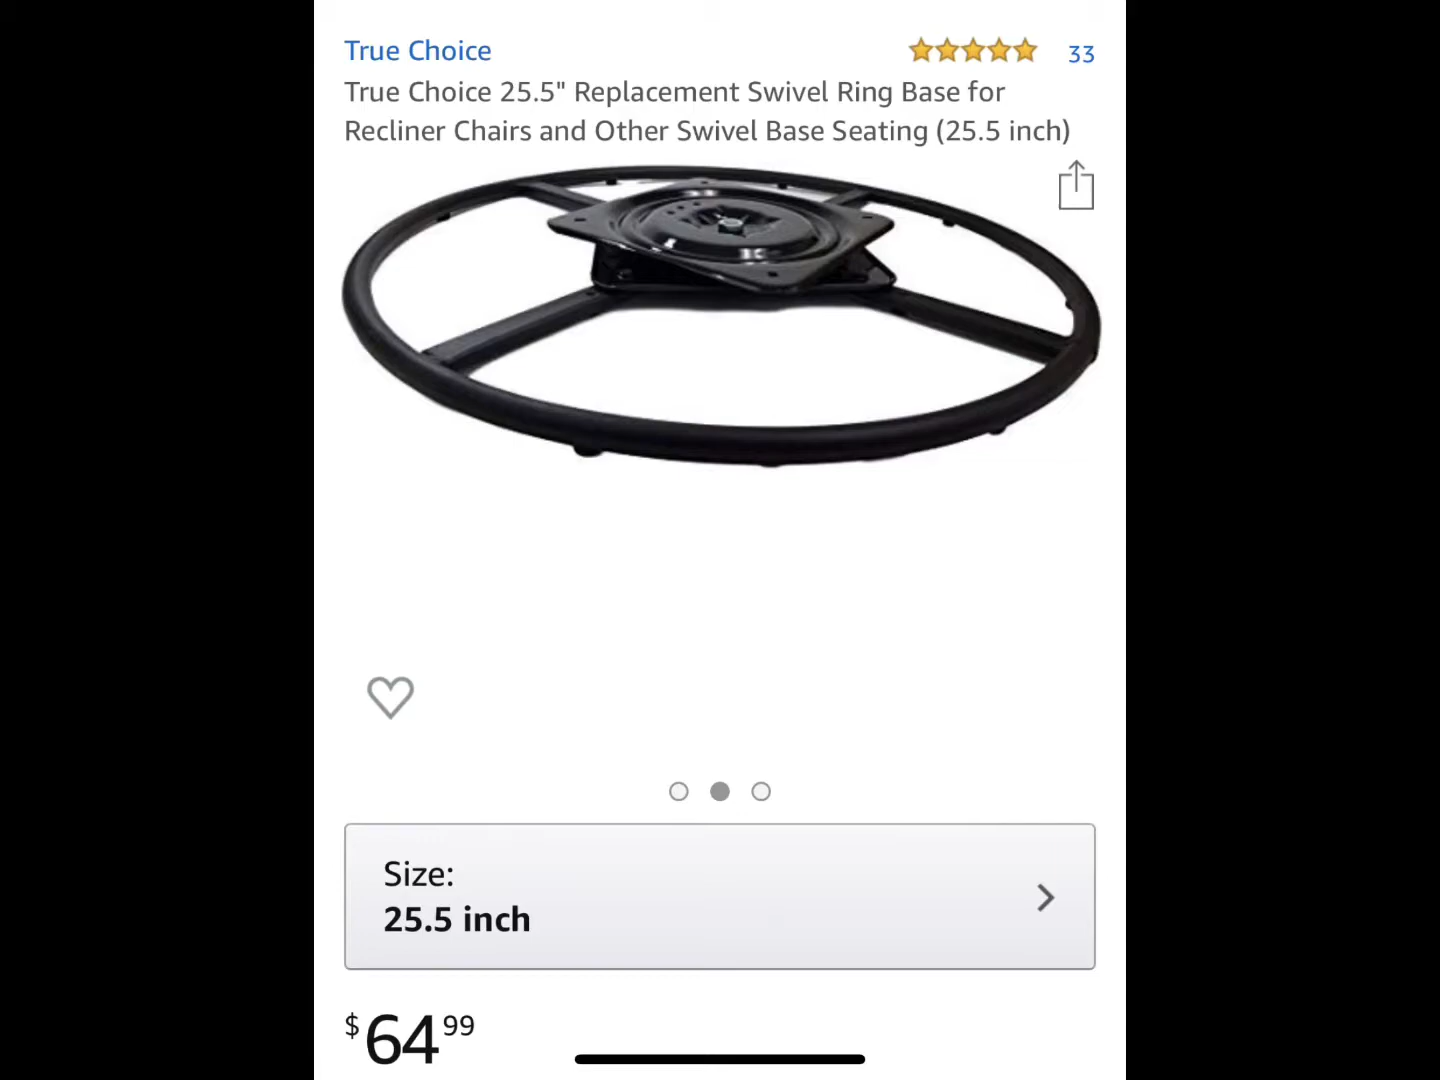 True Choice
33
True Choice 25.5" Replacement Swivel Ring Base for
Recliner Chairs and Other Swivel Base Seating (25.5 inch)
Size:
25.5 inch
$64 99